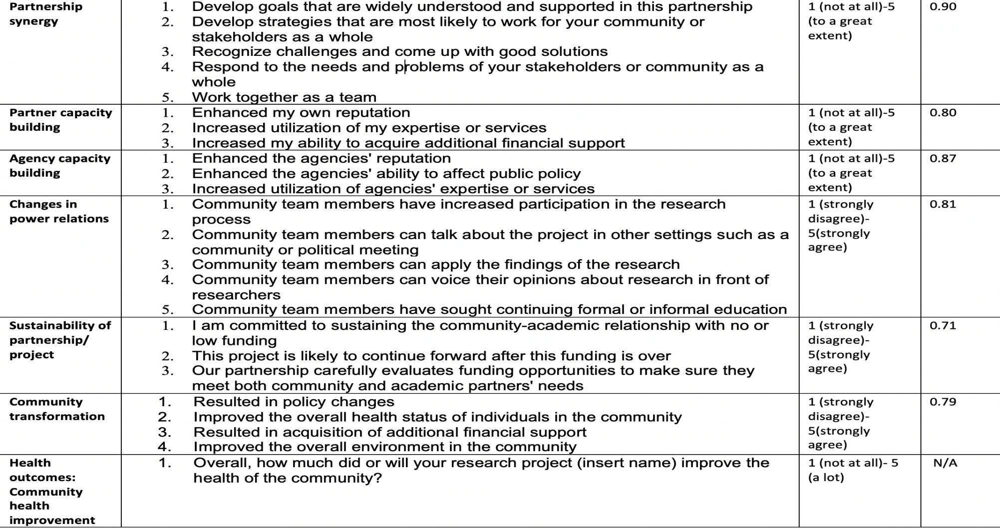 Partnership
synergy
1. Develop goals that are widely understood and supported in this partnership
2. Develop strategies that are most likely to work for your community or
stakeholders as a whole
3. Recognize challenges and come up with good solutions
4. Respond to the needs and problems of your stakeholders or community as a
whole
5. Work together as a team
1 (not at all)-5
(to a great
extent)
0.90
Partner capacity
building
1. Enhanced my own reputation
2. Increased utilization of my expertise or services
3. Increased my ability to acquire additional financial support
1 (not at all)-5
(to a great
extent)
0.80
Agency capacity
building
1. Enhanced the agencies' reputation
2. Enhanced the agencies' ability to affect public policy
3. Increased utilization of agencies' expertise or services
1 (not at all)-5
(to a great
extent)
0.87
Changes in
power relations
1. Community team members have increased participation in the research
process
2. Community team members can talk about the project in other settings such as a
community or political meeting
3. Community team members can apply the findings of the research
4. Community team members can voice their opinions about research in front of
researchers
5. Community team members have sought continuing formal or informal education
1 (strongly
disagree)-
5(strongly
agree)
0.81
Sustainability of
partnership/
project
1. I am committed to sustaining the community-academic relationship with no or
low funding
2. This project is likely to continue forward after this funding is over
3. Our partnership carefully evaluates funding opportunities to make sure they
meet both community and academic partners' needs
1 (strongly
disagree)-
5(strongly
agree)
0.71
Community
transformation
1. Resulted in policy changes
2. Improved the overall health status of individuals in the community
3. Resulted in acquisition of additional financial support
4. Improved the overall environment in the community
1 (strongly
disagree)-
5(strongly
agree)
0.79
Health
outcomes:
Community
health
improvement
1. Overall, how much did or will your research project (insert name) improve the
health of the community?
1 (not at all)- 5
(a lot)
N/A